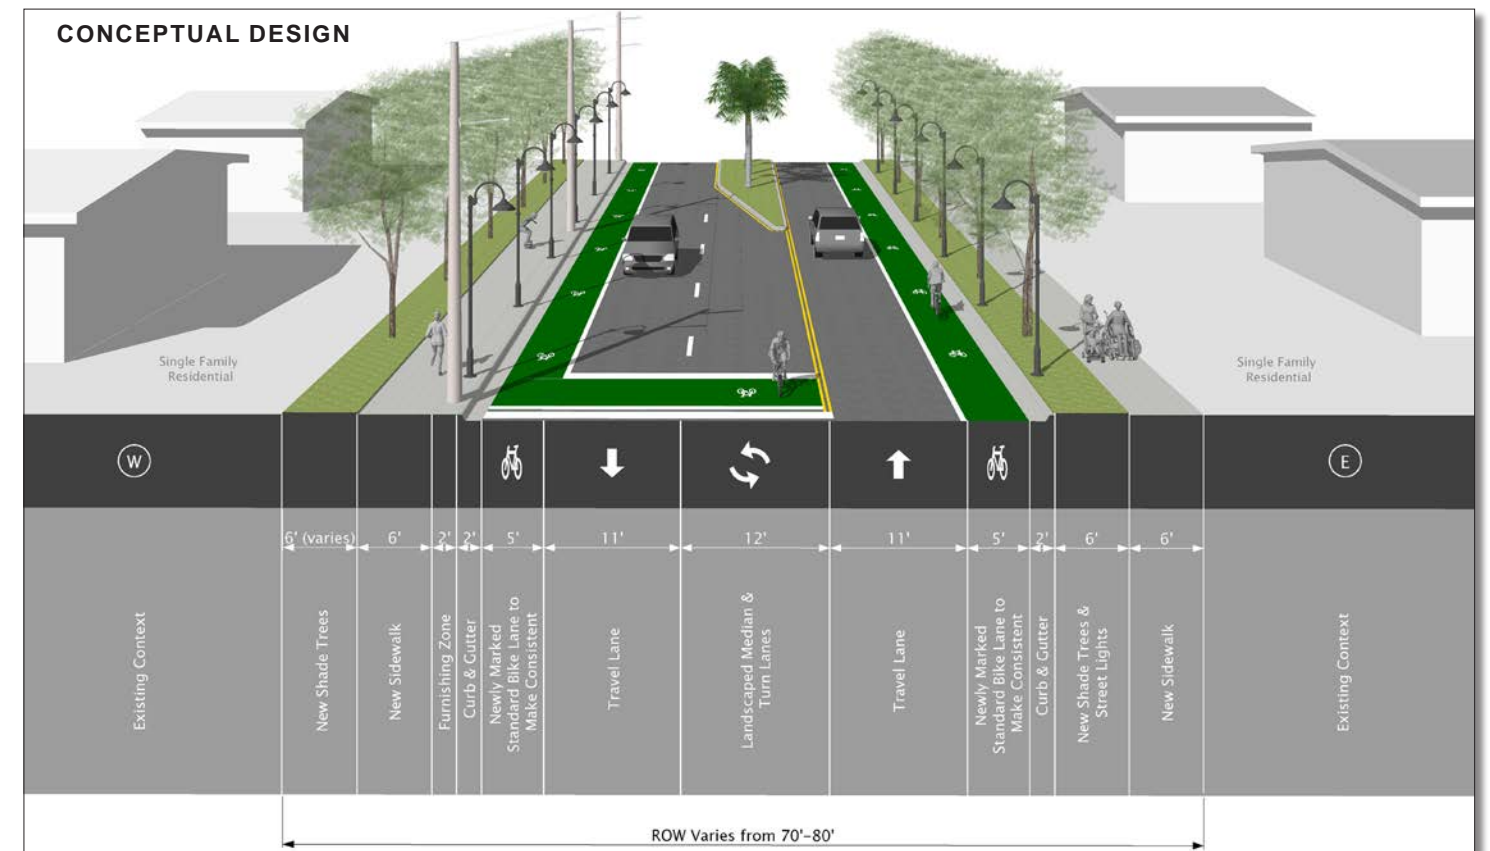 CONCEPTUAL DESIGN
Single Family
Residential
Single Family
Residential
W
E
6' (varies)
6'
2'
2'
5'
11'
12'
11'
5'
2'
6'
6'
Existing Context
New Shade Trees
New Sidewalk
Furnishing Zone
Curb & Gutter
Newly Marked
Standard Bike Lane to
Make Consistent
Travel Lane
Landscaped Median &
Turn Lanes
Travel Lane
Newly Marked
Standard Bike Lane to
Make Consistent
Curb & Gutter
New Shade Trees &
Street Lights
New Sidewalk
Existing Context
ROW Varies from 70'-80'